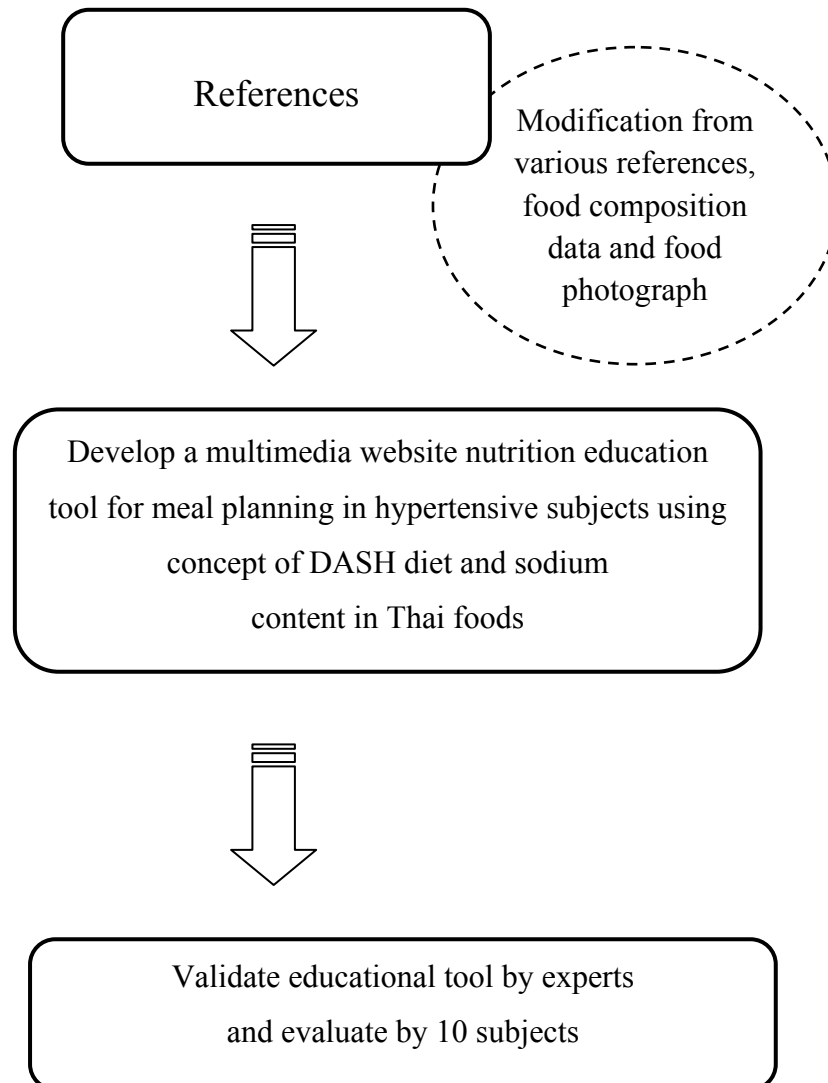 References
Modification from
various references,
food composition
data and food
photograph
Develop a multimedia website nutrition education
tool for meal planning in hypertensive subjects using
concept of DASH diet and sodium
content in Thai foods
Validate educational tool by experts
and evaluate by 10 subjects